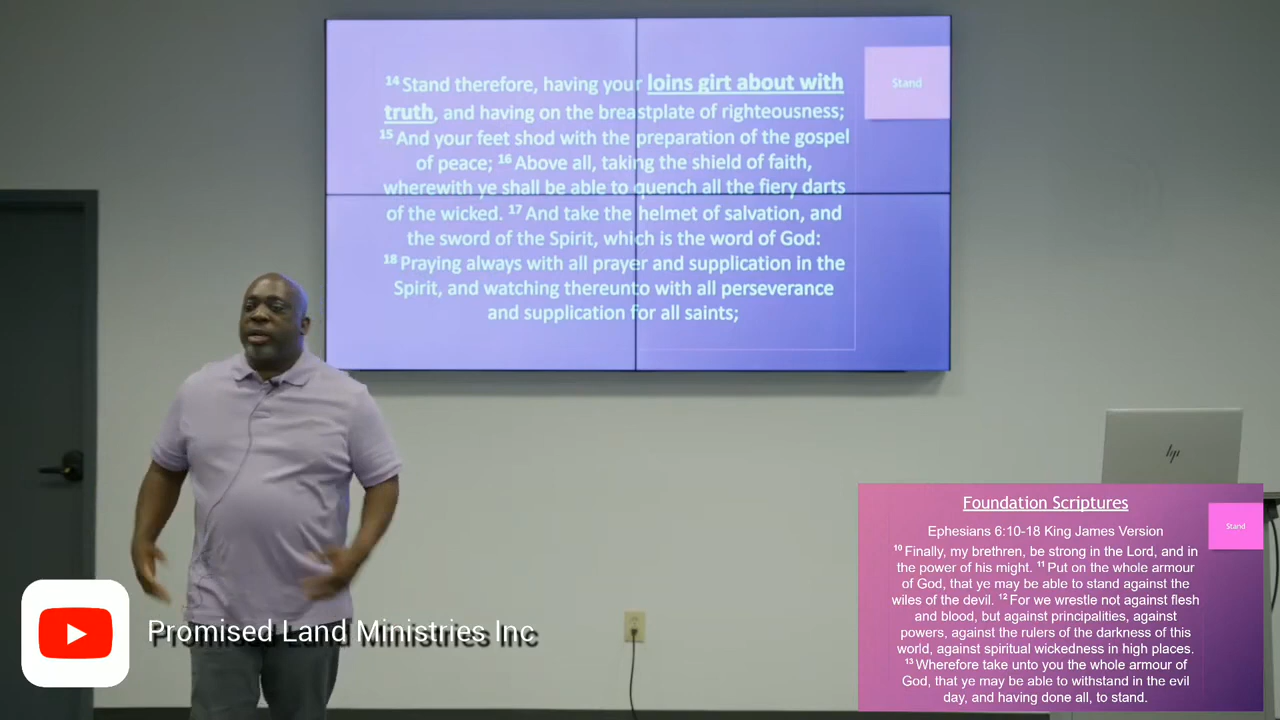 14 Stand therefore, having your loins girt about with
truth, and having on the breastplate of righteousness;
15 And your feet shod with the preparation of the gospel
of peace; 16 Above all, taking the shield of faith,
wherewith ye shall be able to quench all the fiery darts
of the wicked. 17 And take the helmet of salvation, and
the sword of the Spirit, which is the word of God:
18 Praying always with all prayer and supplication in the
Spirit, and watching thereunto with all perseverance
and supplication for all saints;
Stand
hp
Foundation Scriptures
Ephesians 6:10-18 King James Version
10 Finally, my brethren, be strong in the Lord, and in
the power of his might. 11 Put on the whole armour
of God, that ye may be able to stand against the
wiles of the devil. 12 For we wrestle not against flesh
and blood, but against principalities, against
powers, against the rulers of the darkness of this
world, against spiritual wickedness in high places.
13 Wherefore take unto you the whole armour of
God, that ye may be able to withstand in the evil
day, and having done all, to stand.
Stand
Promised Land Ministries Inc